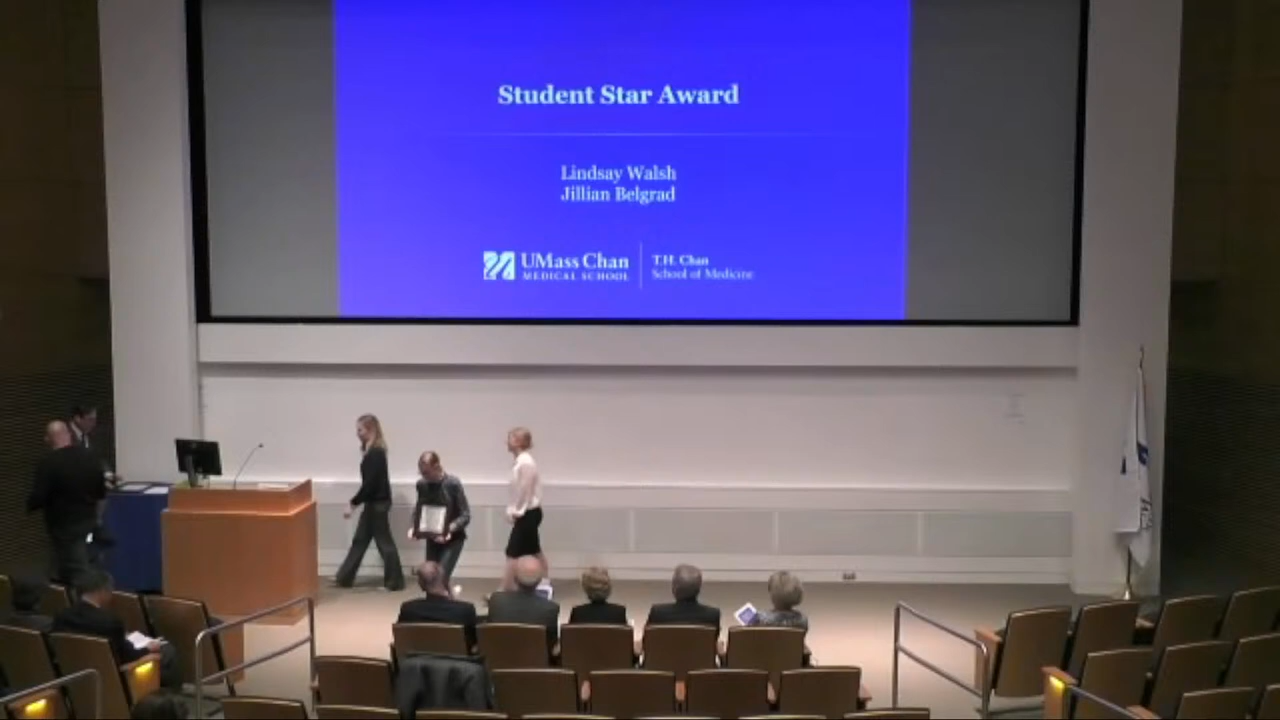 Student Star Award
Lindsay Walsh
Jillian Belgrad
UMass Chan
MEDICAL SCHOOL
T.H. Chan
School of Medicine